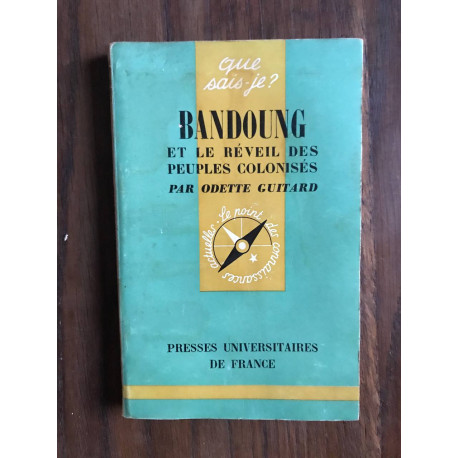 que
sais-je?
BANDOUNG
ET LE RÉVEIL DES
PEUPLES COLONISÉS
PAR ODETTE GUITARD
Le point des connaissances actuelles
PRESSES UNIVERSITAIRES
DE FRANCE